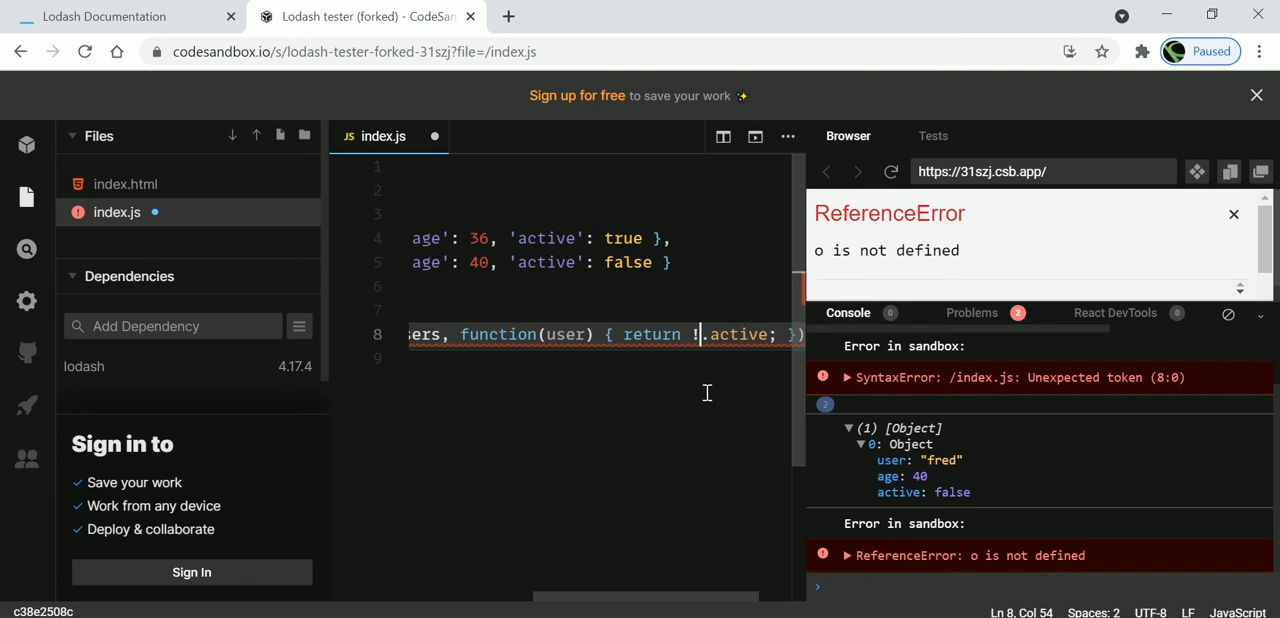 Lodash Documentation
Lodash tester (forked) - CodeSan
codesandbox.io/s/lodash-tester-forked-31szj?file=/index.js
Paused
Sign up for free to save your work ✨
Files
JS index.js
Browser
Tests
index.html
index.js
https://31szj.csb.app/
1
2
3
4 age': 36, 'active': true },
5 age': 40, 'active': false }
6
7
8 sers, function(user) { return !.active; })
9
ReferenceError
o is not defined
Dependencies
Add Dependency
lodash 4.17.4
Console 0
Problems 2
React DevTools 0
Error in sandbox:
▶ SyntaxError: /index.js: Unexpected token (8:0)
2
▼ (1) [Object]
▼ 0: Object
user: "fred"
age: 40
active: false
Error in sandbox:
▶ ReferenceError: o is not defined
›
Sign in to
✓ Save your work
✓ Work from any device
✓ Deploy & collaborate
Sign In
c38e2508c
Ln 8, Col 54 Spaces: 2 UTF-8 LF JavaScript